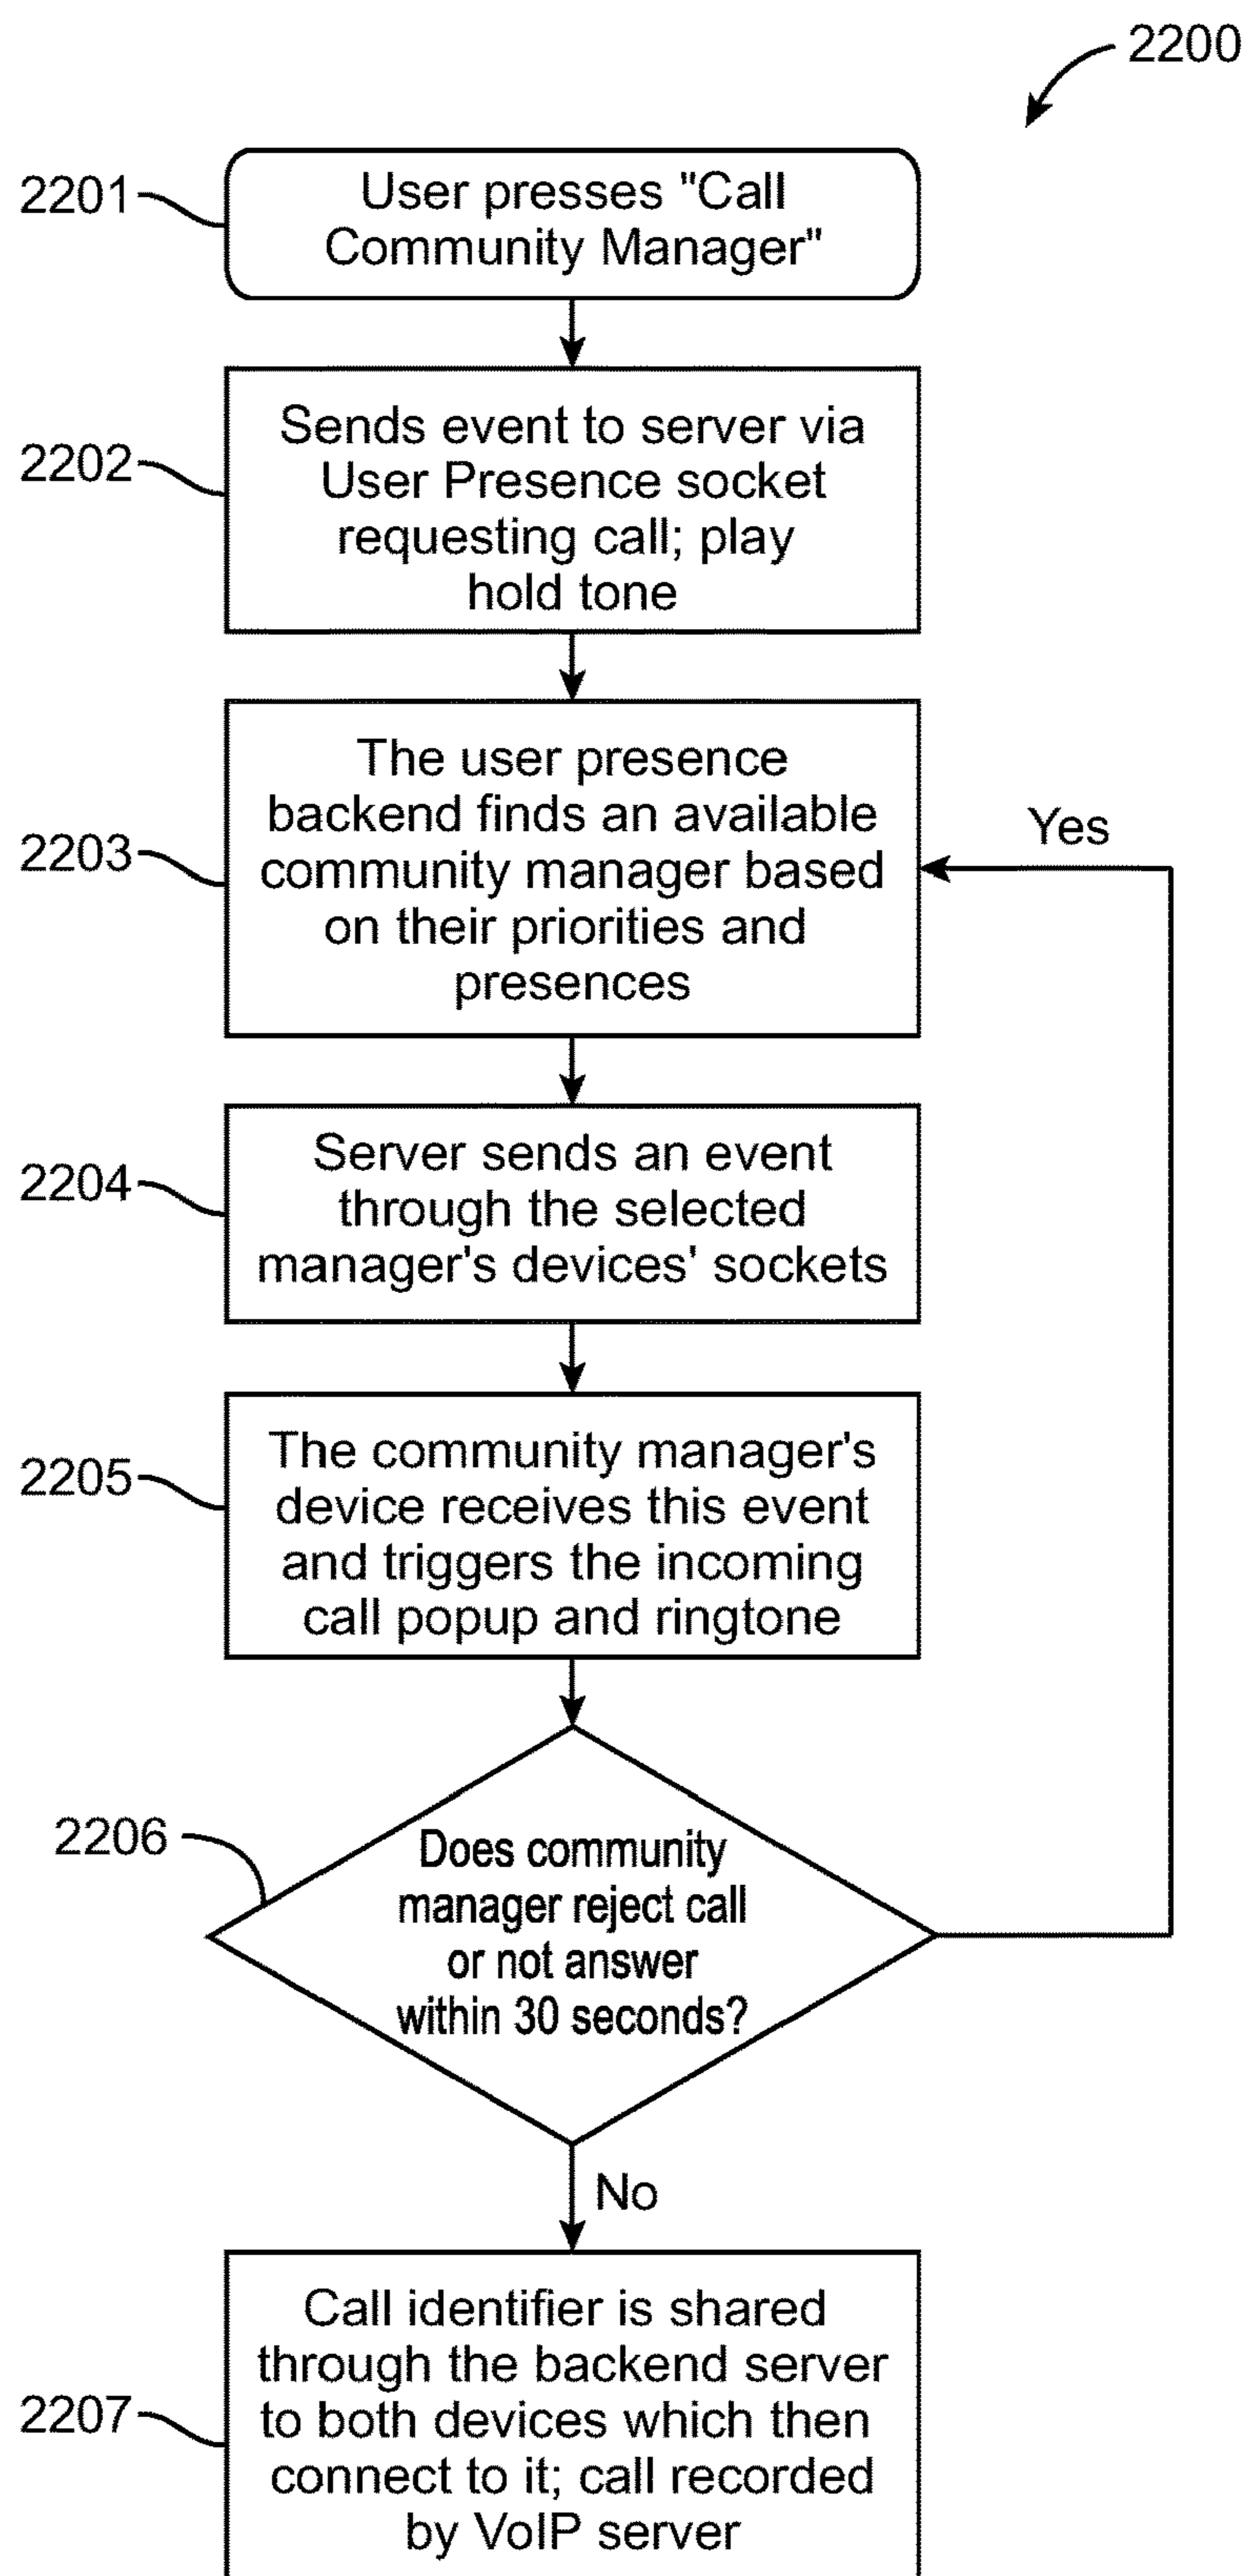 2200
2201
User presses "Call
Community Manager"
2202
Sends event to server via
User Presence socket
requesting call; play
hold tone
2203
The user presence
backend finds an available
community manager based
on their priorities and
presences
Yes
2204
Server sends an event
through the selected
manager's devices' sockets
2205
The community manager's
device receives this event
and triggers the incoming
call popup and ringtone
2206
Does community
manager reject call
or not answer
within 30 seconds?
No
2207
Call identifier is shared
through the backend server
to both devices which then
connect to it; call recorded
by VoIP server